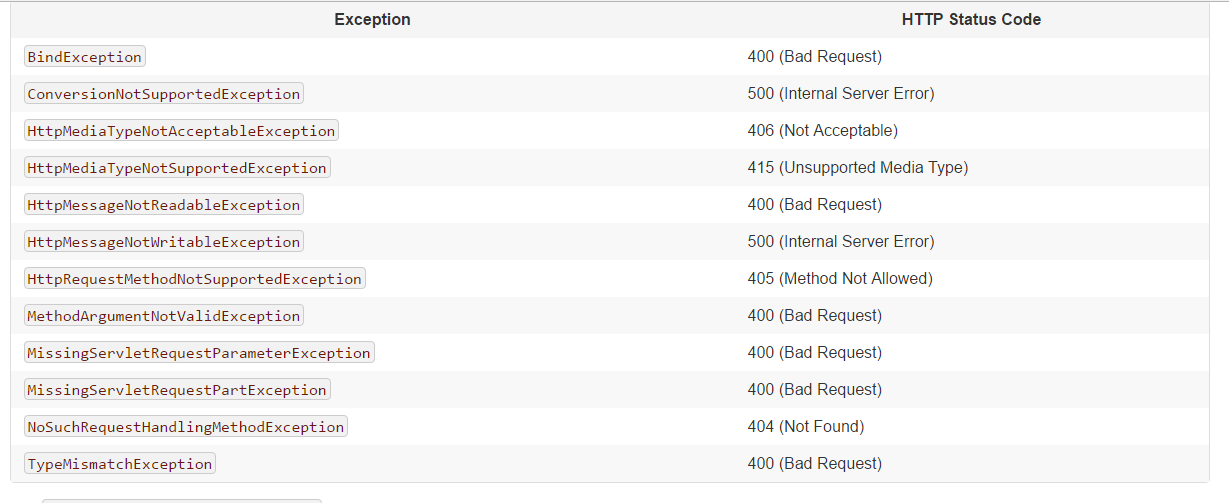 Exception HTTP Status Code
BindException 400 (Bad Request)
ConversionNotSupportedException 500 (Internal Server Error)
HttpMediaTypeNotAcceptableException 406 (Not Acceptable)
HttpMediaTypeNotSupportedException 415 (Unsupported Media Type)
HttpMessageNotReadableException 400 (Bad Request)
HttpMessageNotWritableException 500 (Internal Server Error)
HttpRequestMethodNotSupportedException 405 (Method Not Allowed)
MethodArgumentNotValidException 400 (Bad Request)
MissingServletRequestParameterException 400 (Bad Request)
MissingServletRequestPartException 400 (Bad Request)
NoSuchRequestHandlingMethodException 404 (Not Found)
TypeMismatchException 400 (Bad Request)